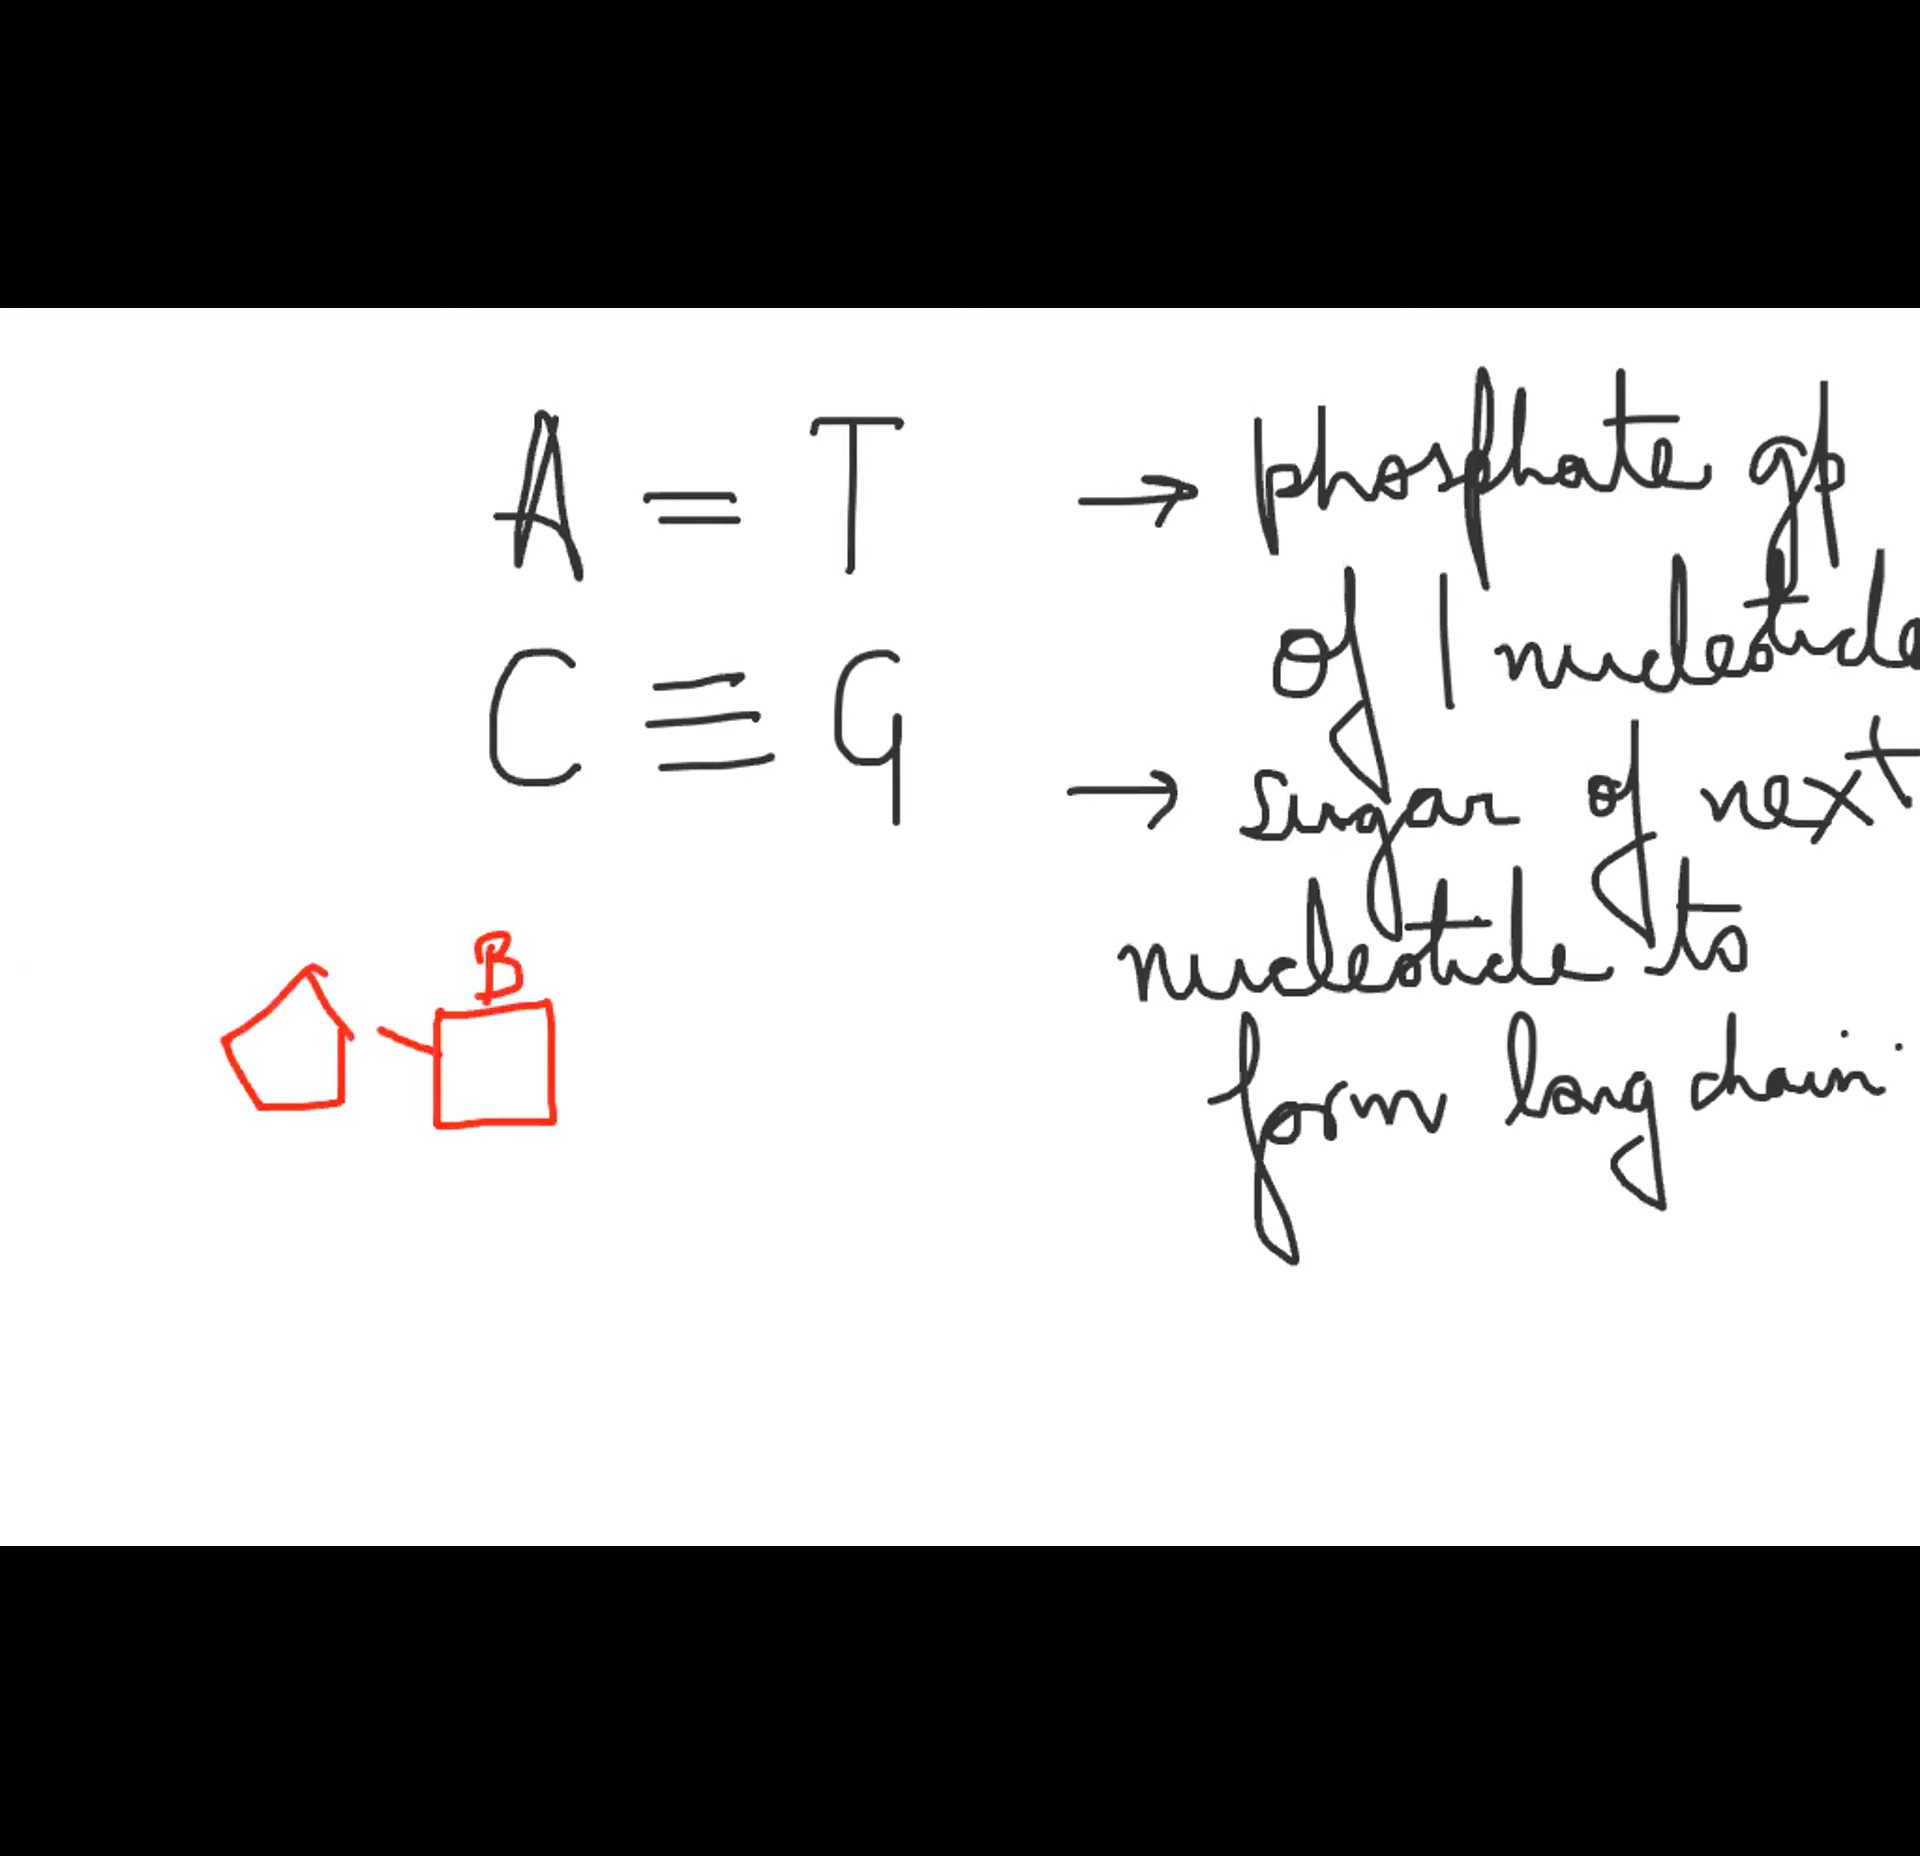 A = T
C ≡ G
B
→ phosphate gp
of 1 nucleotide
→ sugar of next
nucleotide to
form long chain.